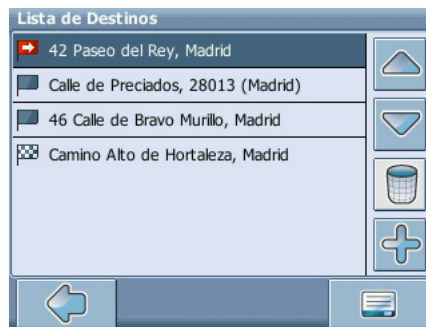 Lista de Destinos
42 Paseo del Rey, Madrid
Calle de Preciados, 28013 (Madrid)
46 Calle de Bravo Murillo, Madrid
Camino Alto de Hortaleza, Madrid